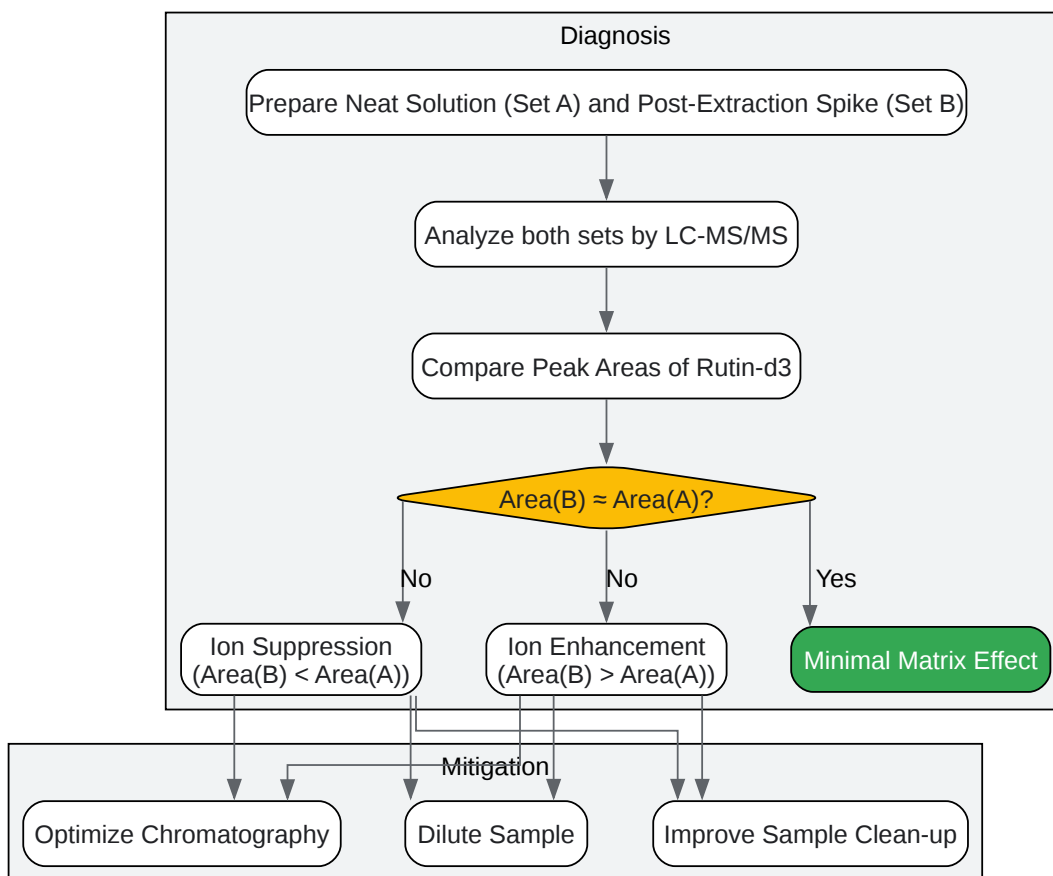 Diagnosis
Prepare Neat Solution (Set A) and Post-Extraction Spike (Set B)
Analyze both sets by LC-MS/MS
Compare Peak Areas of Rutin-d3
Area(B) ≈ Area(A)?
No
No
Yes
Ion Suppression
(Area(B) < Area(A))
Ion Enhancement
(Area(B) > Area(A))
Minimal Matrix Effect
Mitigation
Optimize Chromatography
Dilute Sample
Improve Sample Clean-up